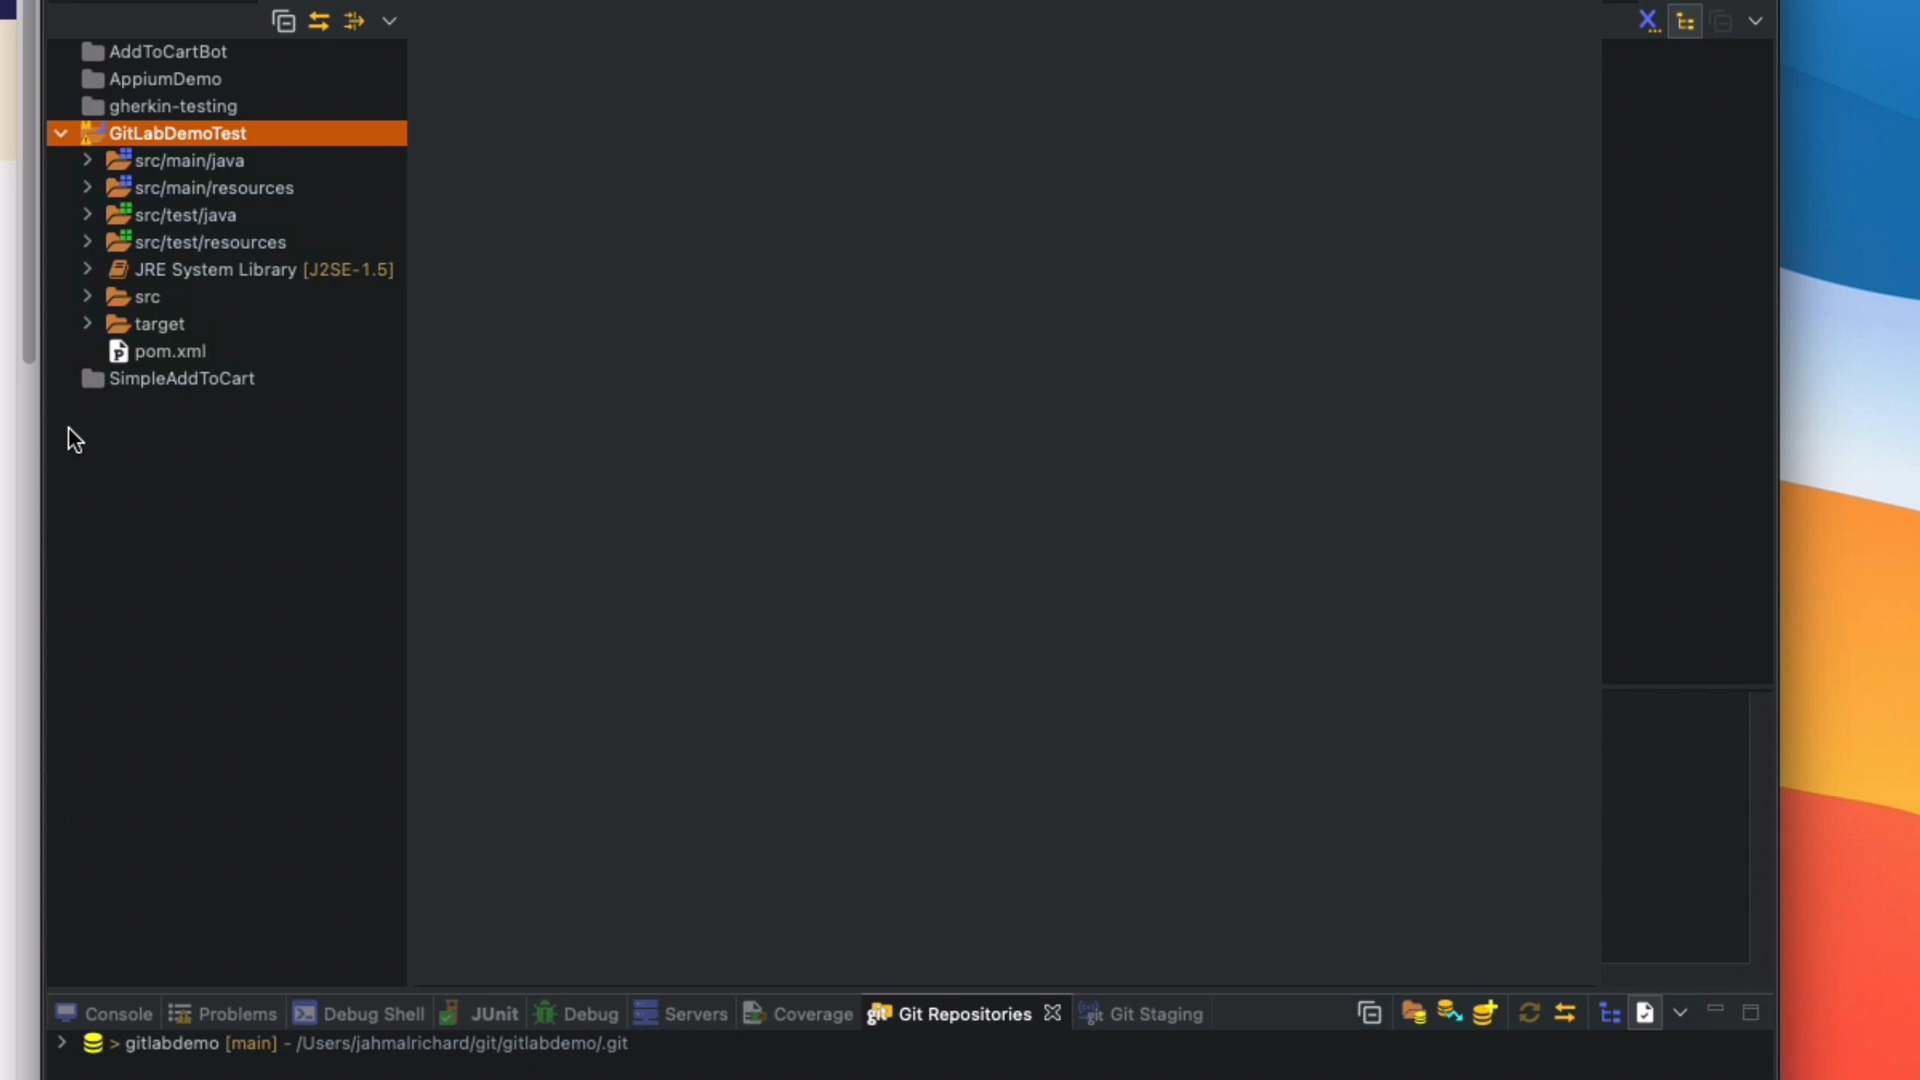 AddToCartBot
AppiumDemo
gherkin-testing
GitLabDemoTest
src/main/java
src/main/resources
src/test/java
src/test/resources
JRE System Library [J2SE-1.5]
src
target
pom.xml
SimpleAddToCart
Console Problems Debug Shell JUnit Debug Servers Coverage Git Repositories Git Staging
> gitlabdemo [main] - /Users/jahmalrichard/git/gitlabdemo/.git